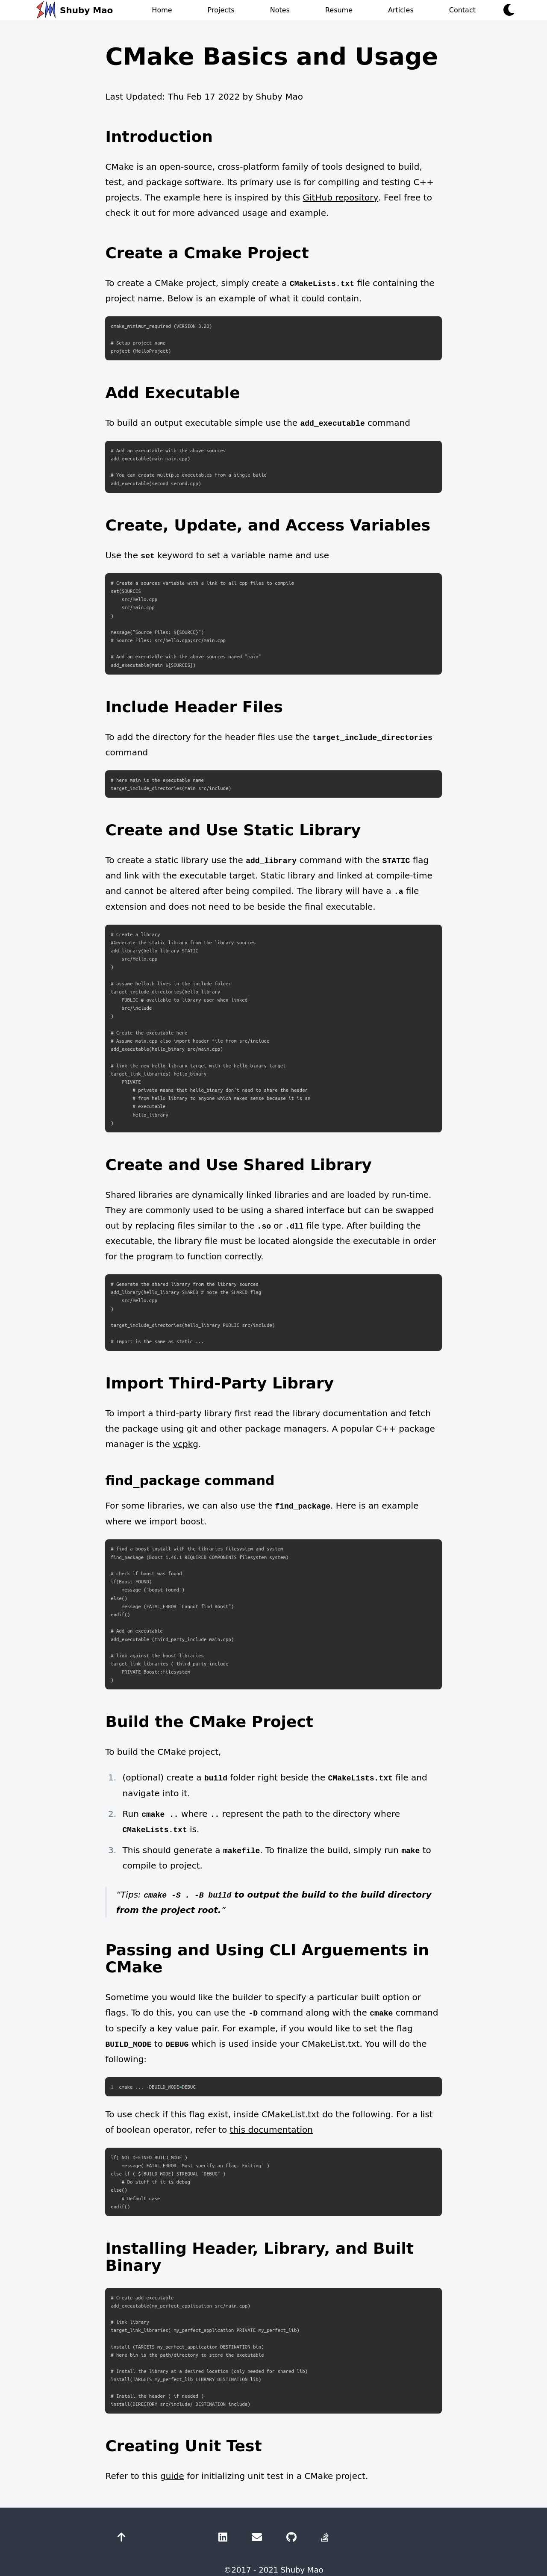 Shuby Mao
Home
Projects
Notes
Resume
Articles
Contact
CMake Basics and Usage
Last Updated: Thu Feb 17 2022 by Shuby Mao
Introduction
CMake is an open-source, cross-platform family of tools designed to build,
test, and package software. Its primary use is for compiling and testing C++
projects. The example here is inspired by this GitHub repository. Feel free to
check it out for more advanced usage and example.
Create a Cmake Project
To create a CMake project, simply create a CMakeLists.txt file containing the
project name. Below is an example of what it could contain.
cmake_minimum_required (VERSION 3.20)
# Setup project name
project (HelloProject)
Add Executable
To build an output executable simple use the add_executable command
# Add an executable with the above sources
add_executable(main main.cpp)
# You can create multiple executables from a single build
add_executable(second second.cpp)
Create, Update, and Access Variables
Use the set keyword to set a variable name and use
# Create a sources variable with a link to all cpp files to compile
set(SOURCES
src/Hello.cpp
src/main.cpp
)
message("Source Files: ${SOURCE}")
# Source Files: src/hello.cpp;src/main.cpp
# Add an executable with the above sources named "main"
add_executable(main ${SOURCES})
Include Header Files
To add the directory for the header files use the target_include_directories
command
# here main is the executable name
target_include_directories(main src/include)
Create and Use Static Library
To create a static library use the add_library command with the STATIC flag
and link with the executable target. Static library and linked at compile-time
and cannot be altered after being compiled. The library will have a .a file
extension and does not need to be beside the final executable.
# Create a library
#Generate the static library from the library sources
add_library(hello_library STATIC
src/Hello.cpp
)
# assume hello.h lives in the include folder
target_include_directories(hello_library
PUBLIC # available to library user when linked
src/include
)
# Create the executable here
# Assume main.cpp also import header file from src/include
add_executable(hello_binary src/main.cpp)
# link the new hello_library target with the hello_binary target
target_link_libraries( hello_binary
PRIVATE
# private means that hello_binary don't need to share the header
# from hello library to anyone which makes sense because it is an
# executable
hello_library
)
Create and Use Shared Library
Shared libraries are dynamically linked libraries and are loaded by run-time.
They are commonly used to be using a shared interface but can be swapped
out by replacing files similar to the .so or .dll file type. After building the
executable, the library file must be located alongside the executable in order
for the program to function correctly.
# Generate the shared library from the library sources
add_library(hello_library SHARED # note the SHARED flag
src/Hello.cpp
)
target_include_directories(hello_library PUBLIC src/include)
# Import is the same as static ...
Import Third-Party Library
To import a third-party library first read the library documentation and fetch
the package using git and other package managers. A popular C++ package
manager is the vcpkg.
find_package command
For some libraries, we can also use the find_package. Here is an example
where we import boost.
# find a boost install with the libraries filesystem and system
find_package (Boost 1.46.1 REQUIRED COMPONENTS filesystem system)
# check if boost was found
if(Boost_FOUND)
message ("boost found")
else()
message (FATAL_ERROR "Cannot find Boost")
endif()
# Add an executable
add_executable (third_party_include main.cpp)
# link against the boost libraries
target_link_libraries ( third_party_include
PRIVATE Boost::filesystem
)
Build the CMake Project
To build the CMake project,
1. (optional) create a build folder right beside the CMakeLists.txt file and
navigate into it.
2. Run cmake .. where .. represent the path to the directory where
CMakeLists.txt is.
3. This should generate a makefile. To finalize the build, simply run make to
compile to project.
“Tips: cmake -S . -B build to output the build to the build directory
from the project root.”
Passing and Using CLI Arguements in
CMake
Sometime you would like the builder to specify a particular built option or
flags. To do this, you can use the -D command along with the cmake command
to specify a key value pair. For example, if you would like to set the flag
BUILD_MODE to DEBUG which is used inside your CMakeList.txt. You will do the
following:
1 cmake ... -DBUILD_MODE=DEBUG
To use check if this flag exist, inside CMakeList.txt do the following. For a list
of boolean operator, refer to this documentation
if( NOT DEFINED BUILD_MODE )
message( FATAL_ERROR "Must specify an flag. Exiting" )
else if ( ${BUILD_MODE} STREQUAL "DEBUG" )
# Do stuff if it is debug
else()
# Default case
endif()
Installing Header, Library, and Built
Binary
# Create add executable
add_executable(my_perfect_application src/main.cpp)
# link library
target_link_libraries( my_perfect_application PRIVATE my_perfect_lib)
install (TARGETS my_perfect_application DESTINATION bin)
# here bin is the path/directory to store the executable
# Install the library at a desired location (only needed for shared lib)
install(TARGETS my_perfect_lib LIBRARY DESTINATION lib)
# Install the header ( if needed )
install(DIRECTORY src/include/ DESTINATION include)
Creating Unit Test
Refer to this guide for initializing unit test in a CMake project.
©2017 - 2021 Shuby Mao